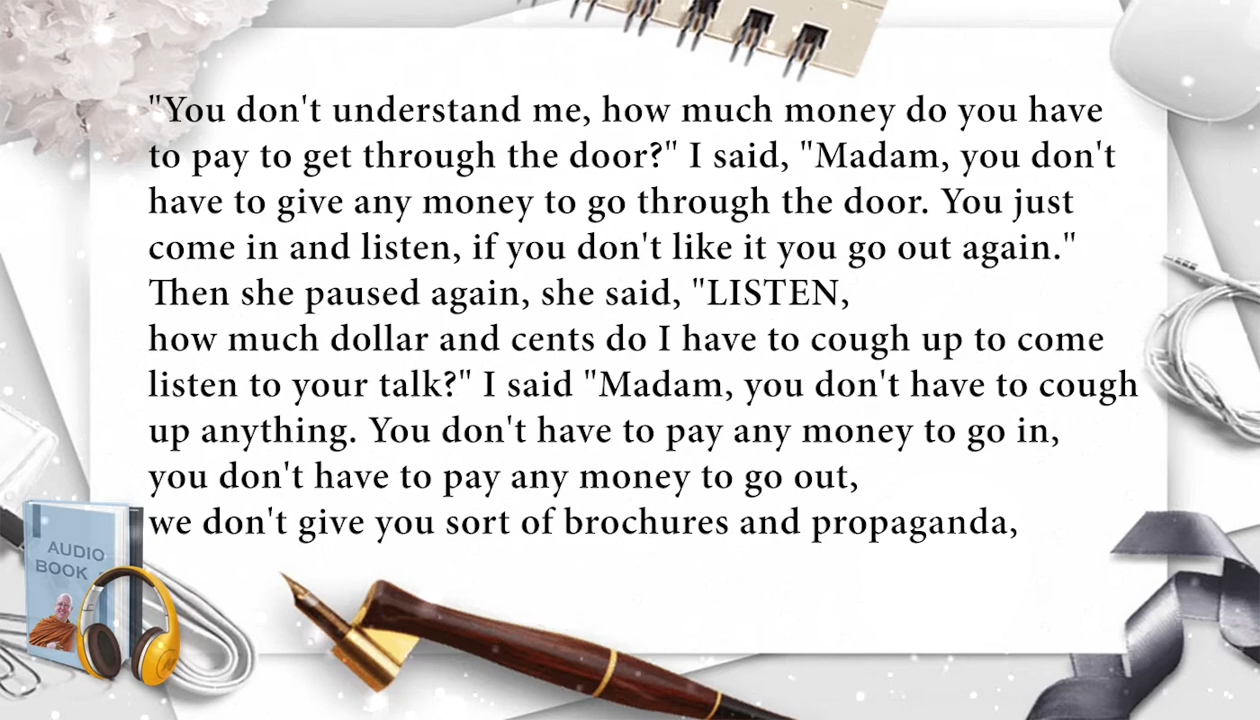 "You don't understand me, how much money do you have
to pay to get through the door?" I said, "Madam, you don't
have to give any money to go through the door. You just
come in and listen, if you don't like it you go out again."
Then she paused again, she said, "LISTEN,
how much dollar and cents do I have to cough up to come
listen to your talk?" I said "Madam, you don't have to cough
up anything. You don't have to pay any money to go in,
you don't have to pay any money to go out,
we don't give you sort of brochures and propaganda,
AUDIO
BOOK